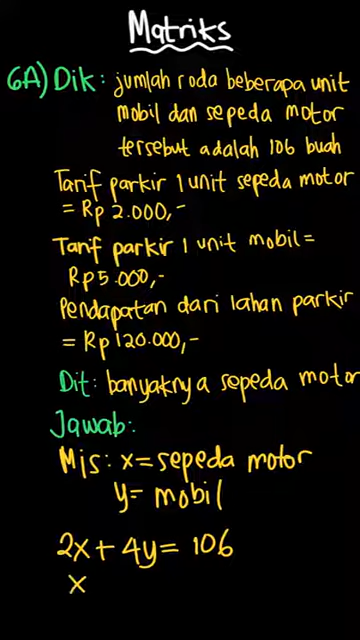 Matriks
6A) Dik: jumlah roda beberapa unit
mobil dan sepeda motor
tersebut adalah 106 buah
Tarif parkir 1 unit sepeda motor
= Rp 2.000,-
Tarif parkir 1 unit mobil =
Rp 5.000,-
Pendapatan dari lahan parkir
= Rp 120.000,-
Dit: banyaknya sepeda motor
Jawab:
Mis: x = sepeda motor
y = mobil
2x + 4y = 106
x